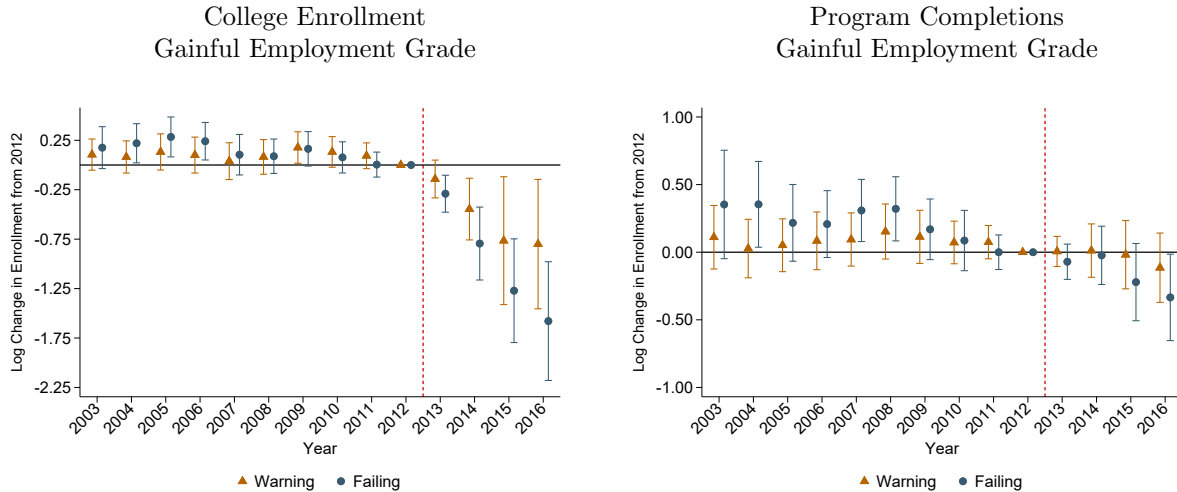 College Enrollment
Gainful Employment Grade
Log Change in Enrollment from 2012
0.25
-0.25
-0.75
-1.25
-1.75
-2.25
2003 2004 2005 2006 2007 2008 2009 2010 2011 2012 2013 2014 2015 2016
Year
Warning Failing
Program Completions
Gainful Employment Grade
Log Change in Enrollment from 2012
1.00
0.50
0.00
-0.50
-1.00
2003 2004 2005 2006 2007 2008 2009 2010 2011 2012 2013 2014 2015 2016
Year
Warning Failing